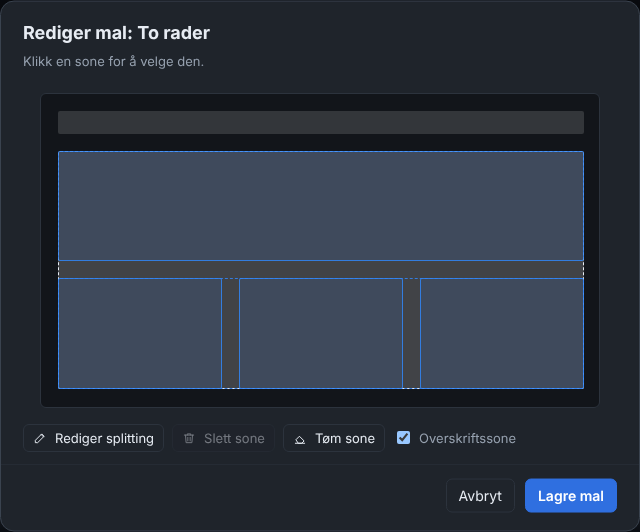 Rediger mal: To rader
Klikk en sone for å velge den.
Rediger splitting
Slett sone
Tøm sone
Overskriftssone
Avbryt
Lagre mal